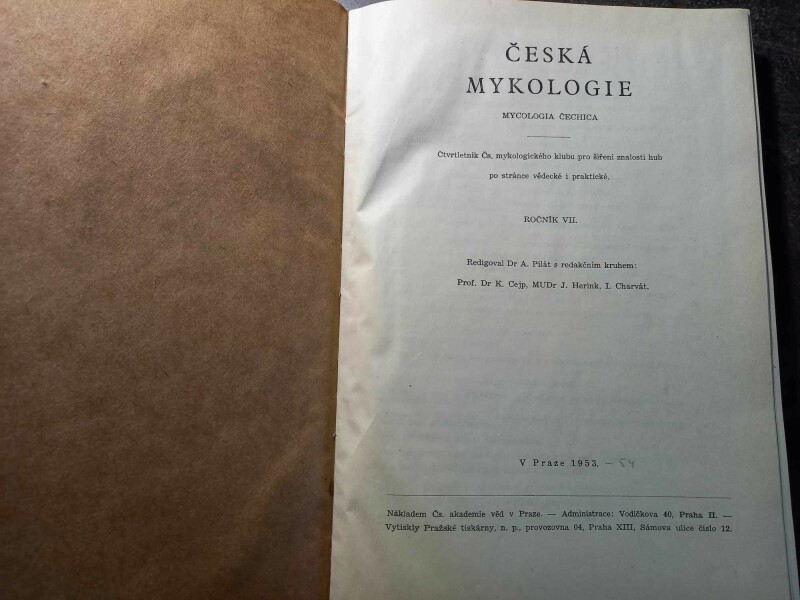 ČESKÁ
MYKOLOGIE
MYCOLOGIA ČECHICA
Čtvrtletník Čs. mykologického klubu pro šíření znalosti hub
po stránce vědecké i praktické.
ROČNÍK VII.
Redigoval Dr A. Pilát s redakčním kruhem:
Prof. Dr K. Cejp, MUDr J. Herink, I. Charvát.
V Praze 1953. – 54
Nákladem Čs. akademie věd v Praze. — Administrace: Vodičkova 40, Praha II. —
Vytiskly Pražské tiskárny, n. p., provozovna 04, Praha XIII, Sámova ulice číslo 12.